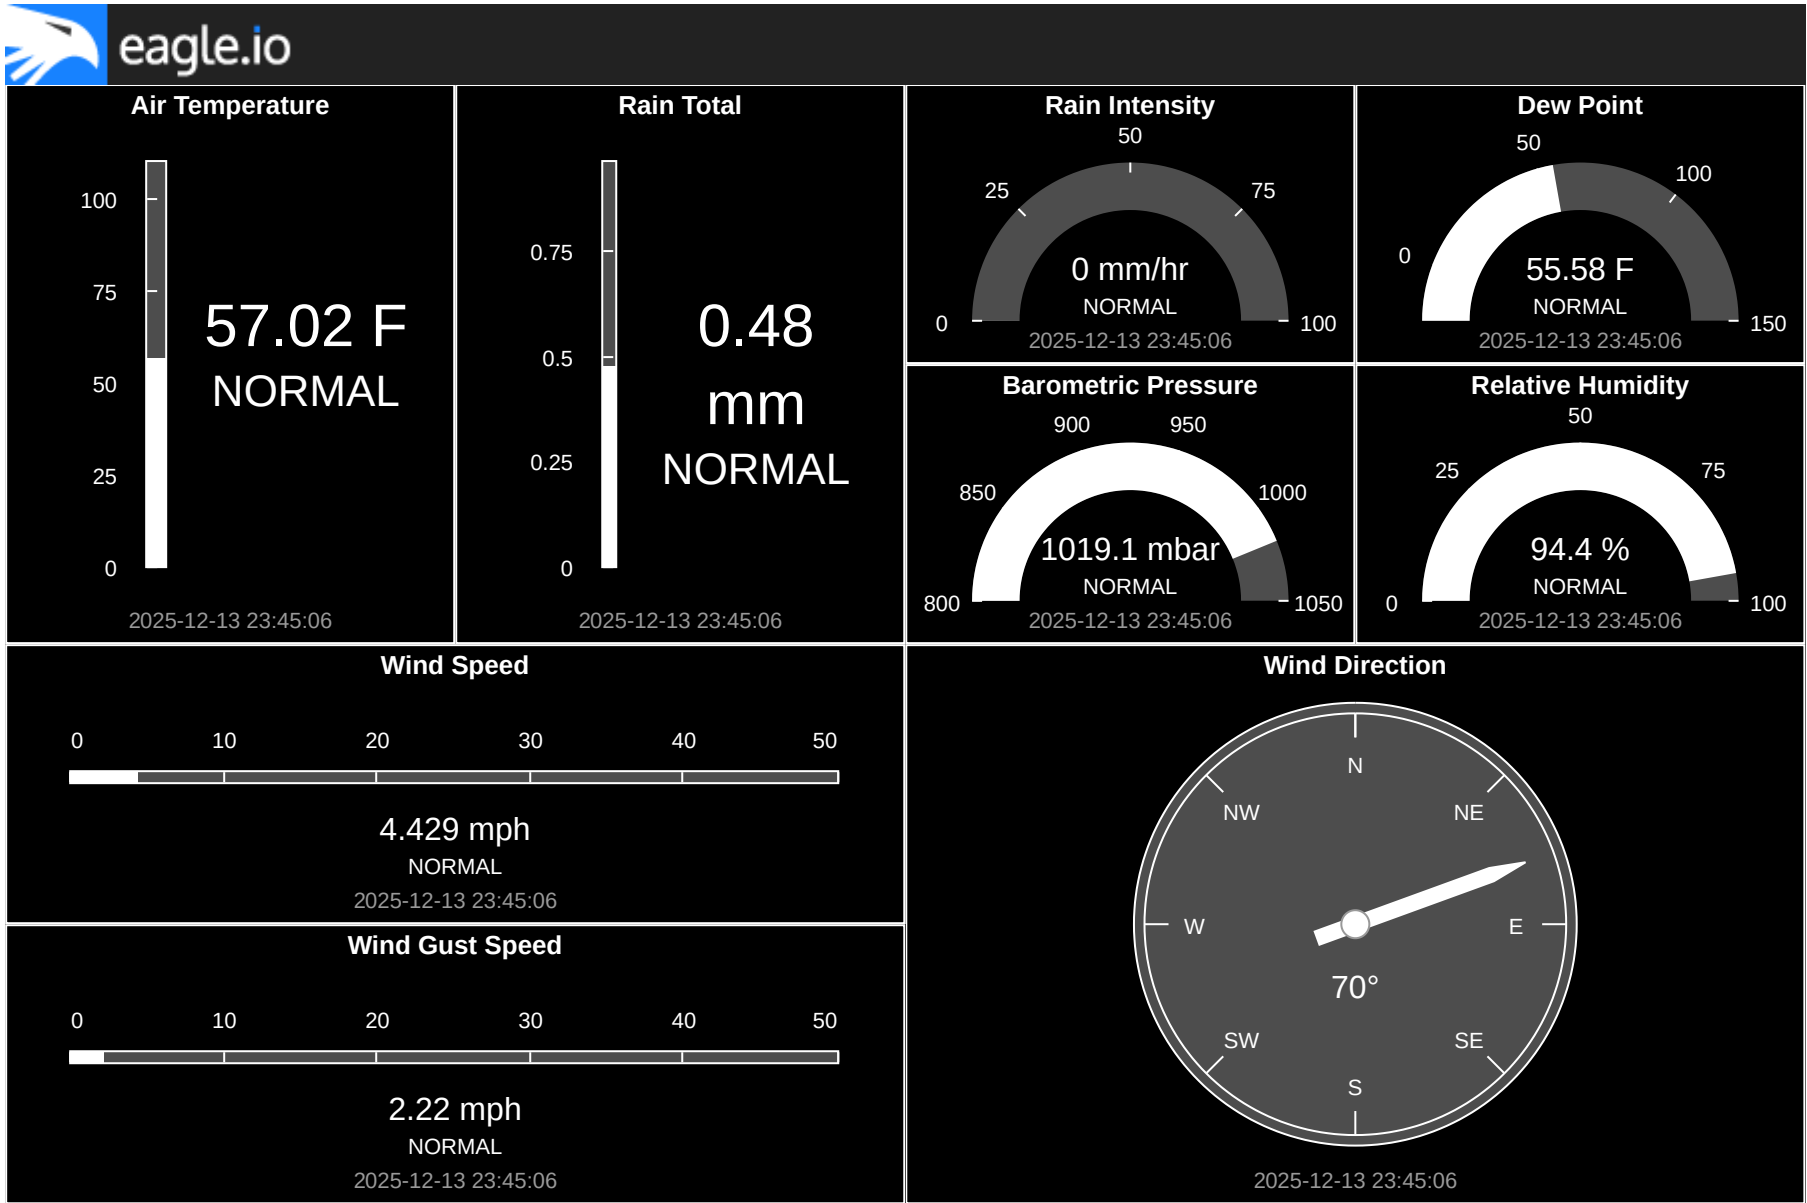 eagle.io
Air Temperature
100
75
50
25
0
57.02 F
NORMAL
2025-12-13 23:45:06
Rain Total
0.75
0.5
0.25
0
0.48
mm
NORMAL
2025-12-13 23:45:06
Rain Intensity
50
25
75
0
100
0 mm/hr
NORMAL
2025-12-13 23:45:06
Dew Point
50
100
0
150
55.58 F
NORMAL
2025-12-13 23:45:06
Barometric Pressure
900
950
850
1000
800
1050
1019.1 mbar
NORMAL
2025-12-13 23:45:06
Relative Humidity
50
25
75
0
100
94.4 %
NORMAL
2025-12-13 23:45:06
Wind Speed
0 10 20 30 40 50
4.429 mph
NORMAL
2025-12-13 23:45:06
Wind Gust Speed
0 10 20 30 40 50
2.22 mph
NORMAL
2025-12-13 23:45:06
Wind Direction
N
NW NE
W E
70°
SW SE
S
2025-12-13 23:45:06